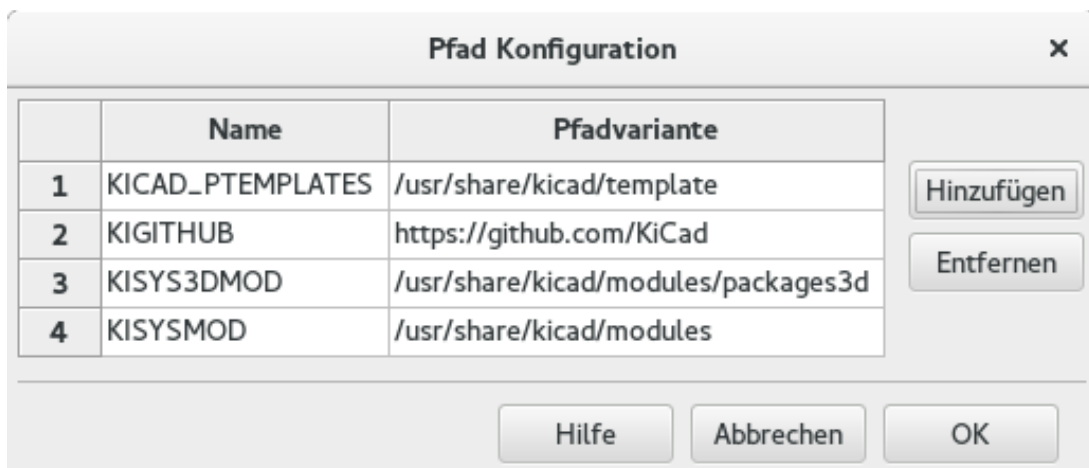 Pfad Konfiguration ×
Name Pfadvariante
1 KICAD_PTEMPLATES /usr/share/kicad/template
2 KIGITHUB https://github.com/KiCad
3 KISYS3DMOD /usr/share/kicad/modules/packages3d
4 KISYSMOD /usr/share/kicad/modules
Hinzufügen
Entfernen
Hilfe Abbrechen OK